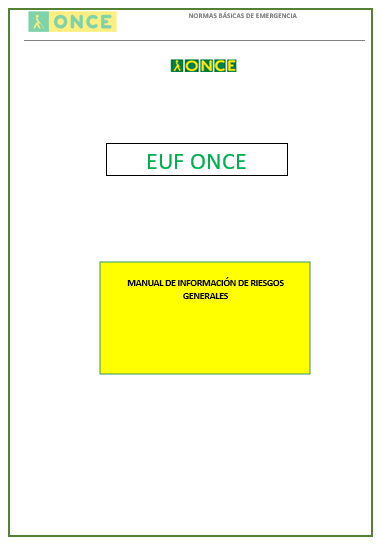 ONCE
NORMAS BÁSICAS DE EMERGENCIA
ONCE
EUF ONCE
MANUAL DE INFORMACIÓN DE RIESGOS
GENERALES